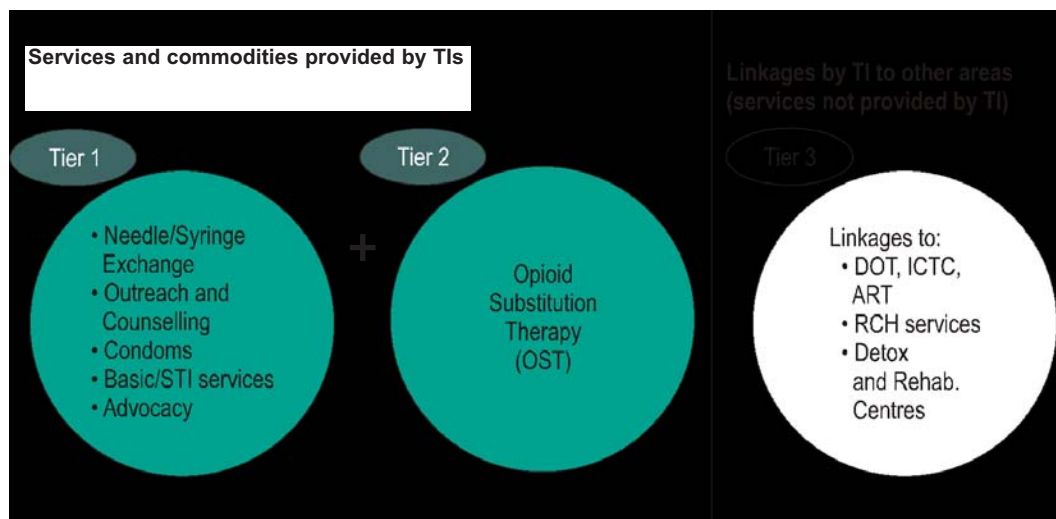 Services and commodities provided by TIs
Linkages by TI to other areas
(services not provided by TI)
Tier 1
Tier 2
Tier 3
• Needle/Syringe
Exchange
• Outreach and
Counselling
• Condoms
• Basic/STI services
• Advocacy
+
Opioid
Substitution
Therapy
(OST)
Linkages to:
• DOT, ICTC,
ART
• RCH services
• Detox
and Rehab.
Centres